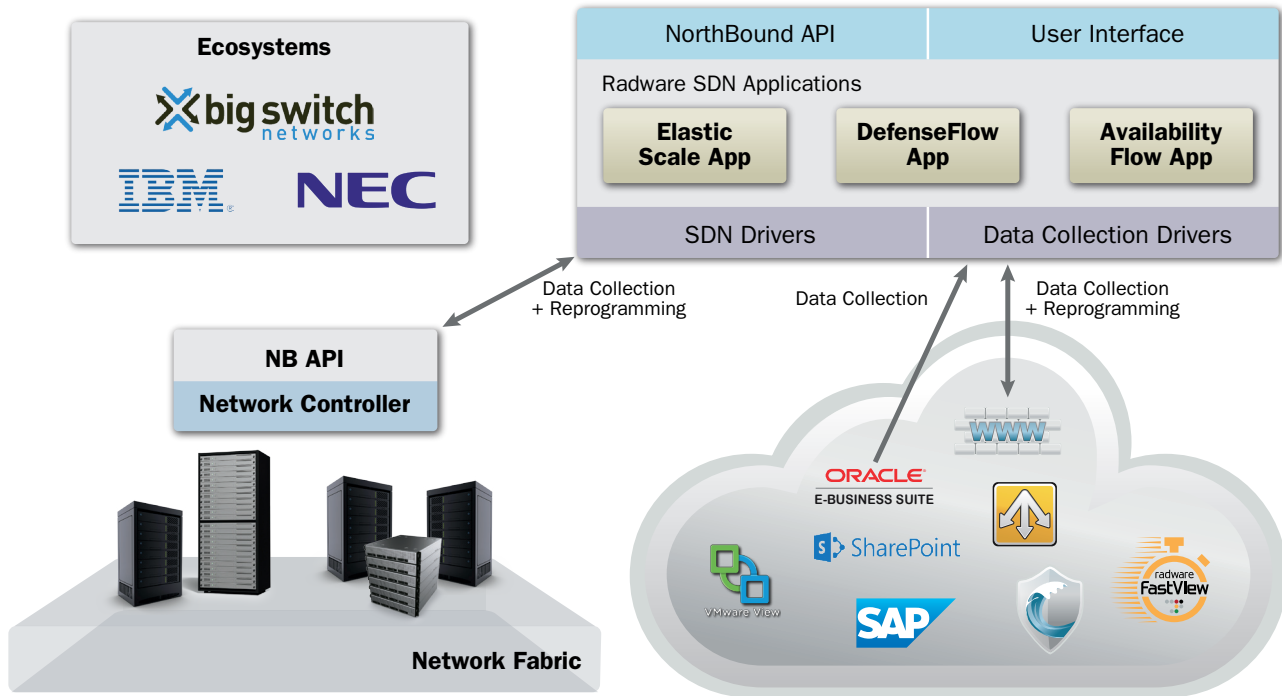 Ecosystems
big switch
networks
IBM®
NEC
NorthBound API
User Interface
Radware SDN Applications
Elastic
Scale App
DefenseFlow
App
Availability
Flow App
SDN Drivers
Data Collection Drivers
Data Collection
+ Reprogramming
Data Collection
Data Collection
+ Reprogramming
NB API
Network Controller
Network Fabric
WWW
ORACLE®
E-BUSINESS SUITE
S SharePoint
VMware View
SAP
radware
FastView